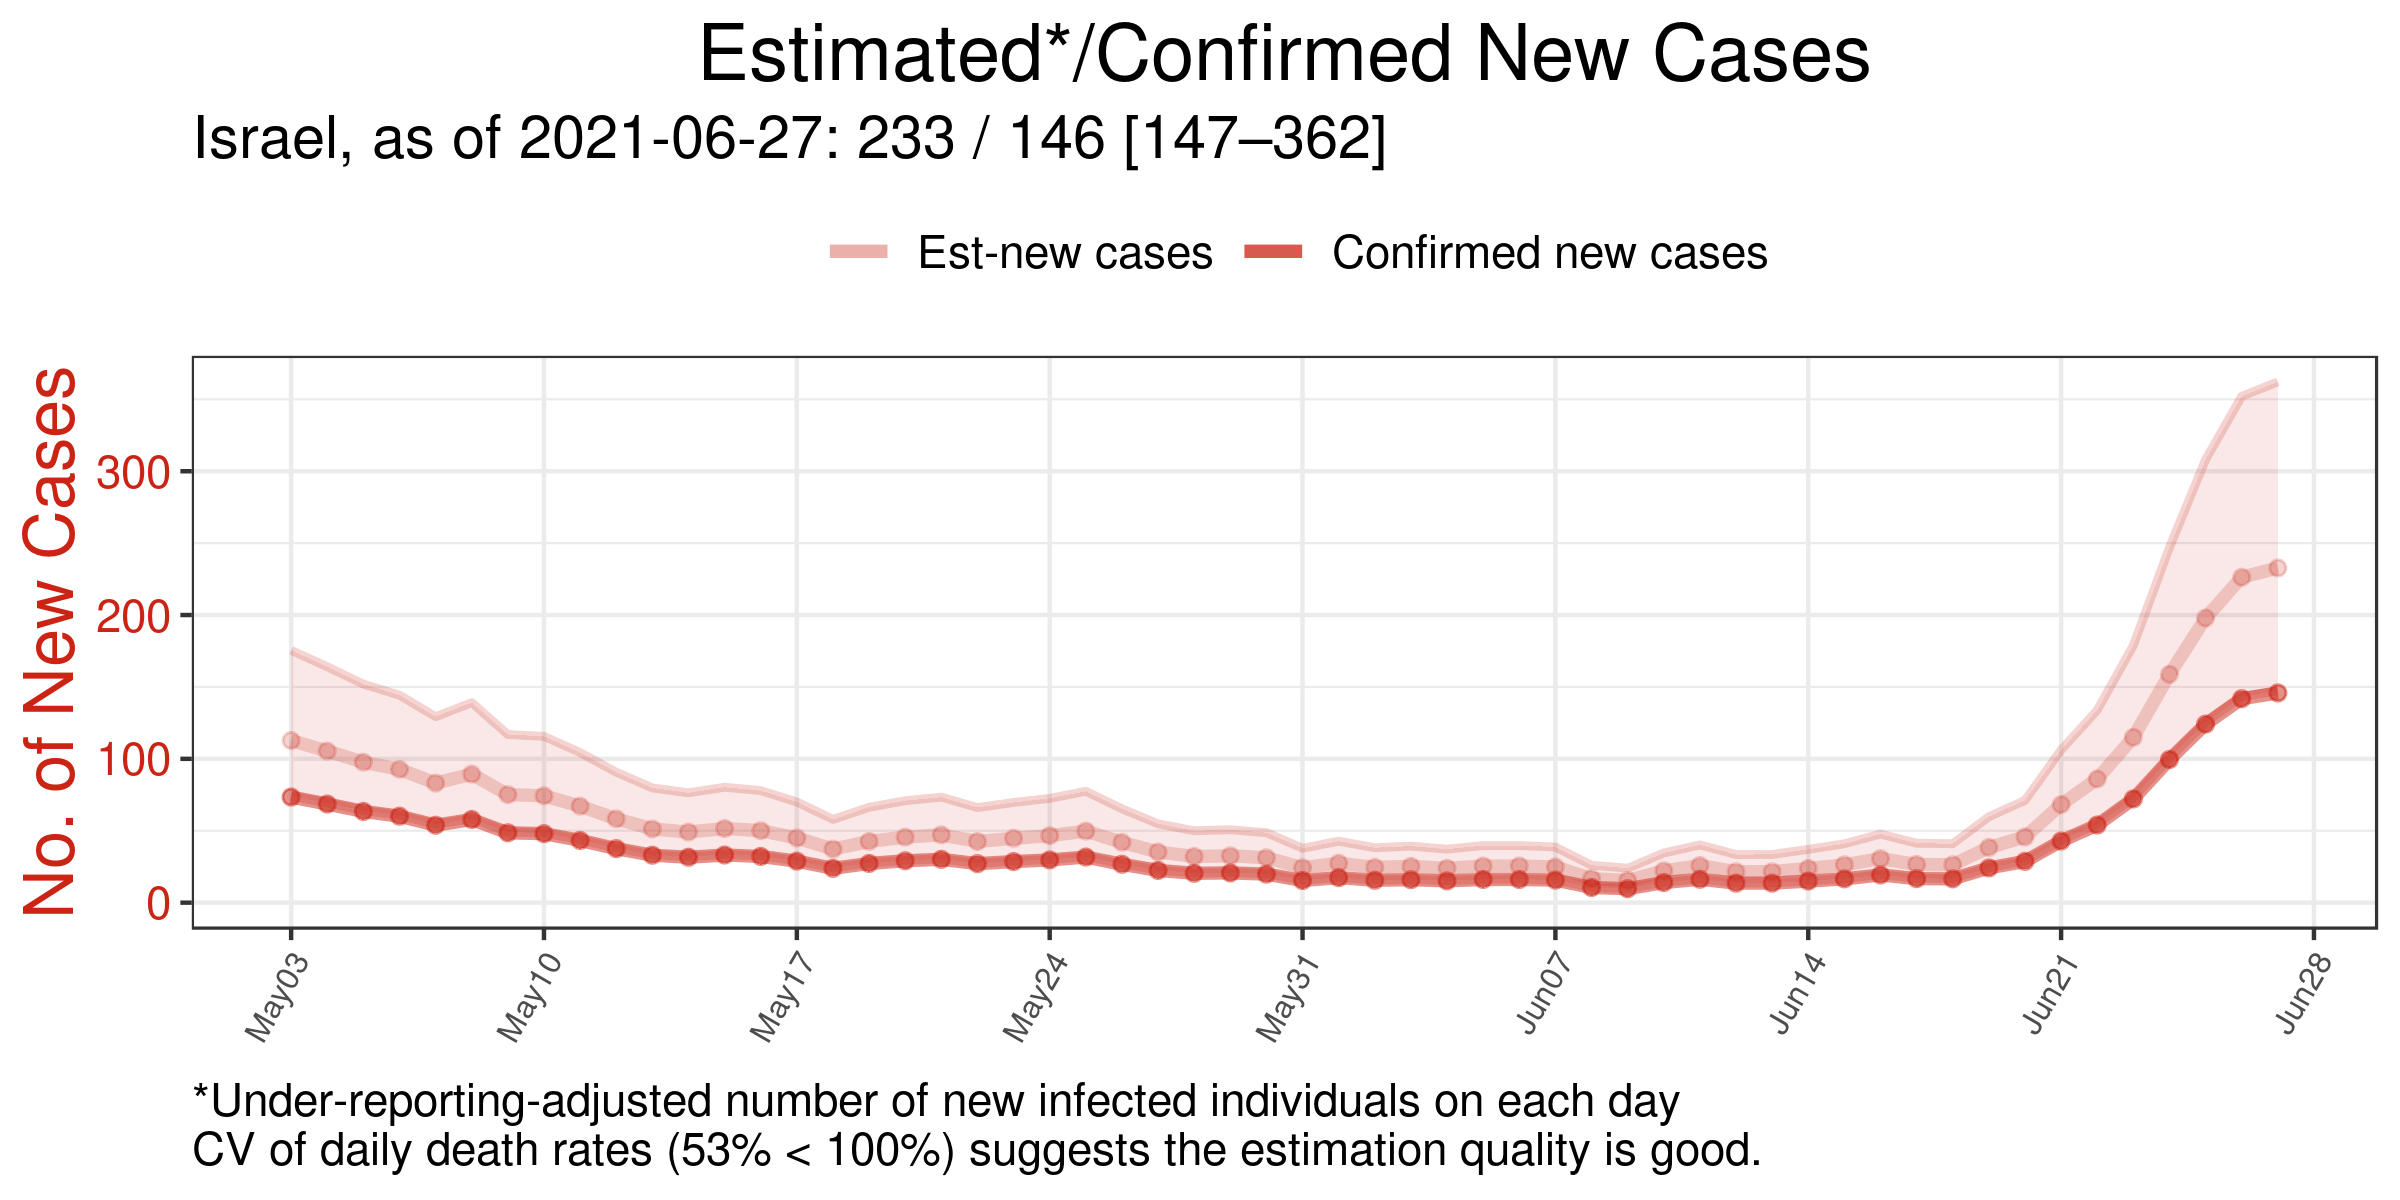 Estimated*/Confirmed New Cases
Israel, as of 2021-06-27: 233 / 146 [147–362]
Est-new cases
Confirmed new cases
No. of New Cases
300
200
100
0
May03
May10
May17
May24
May31
Jun07
Jun14
Jun21
Jun28
*Under-reporting-adjusted number of new infected individuals on each day
CV of daily death rates (53% < 100%) suggests the estimation quality is good.